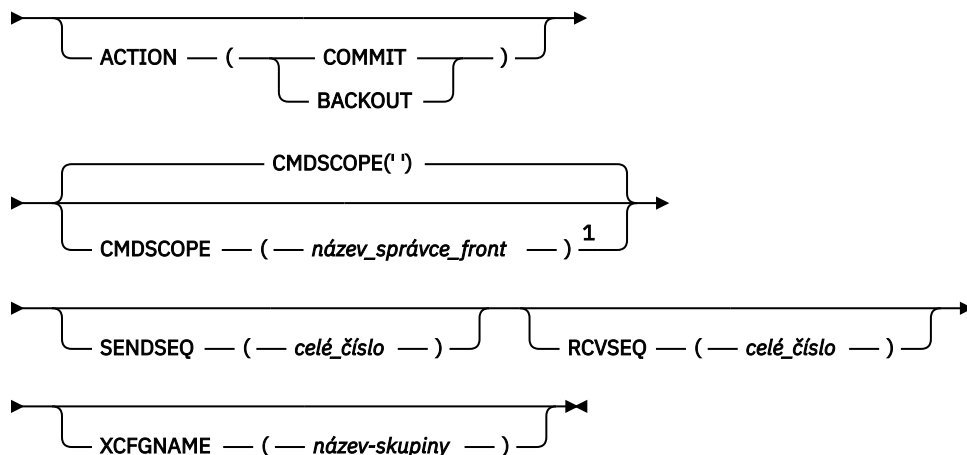 ACTION ( COMMIT )
BACKOUT
CMDSCOPE(' ')
CMDSCOPE ( název_správce_front ) 1
SENDSEQ ( celé_číslo ) RCVSEQ ( celé_číslo )
XCFGNAME ( název-skupiny )